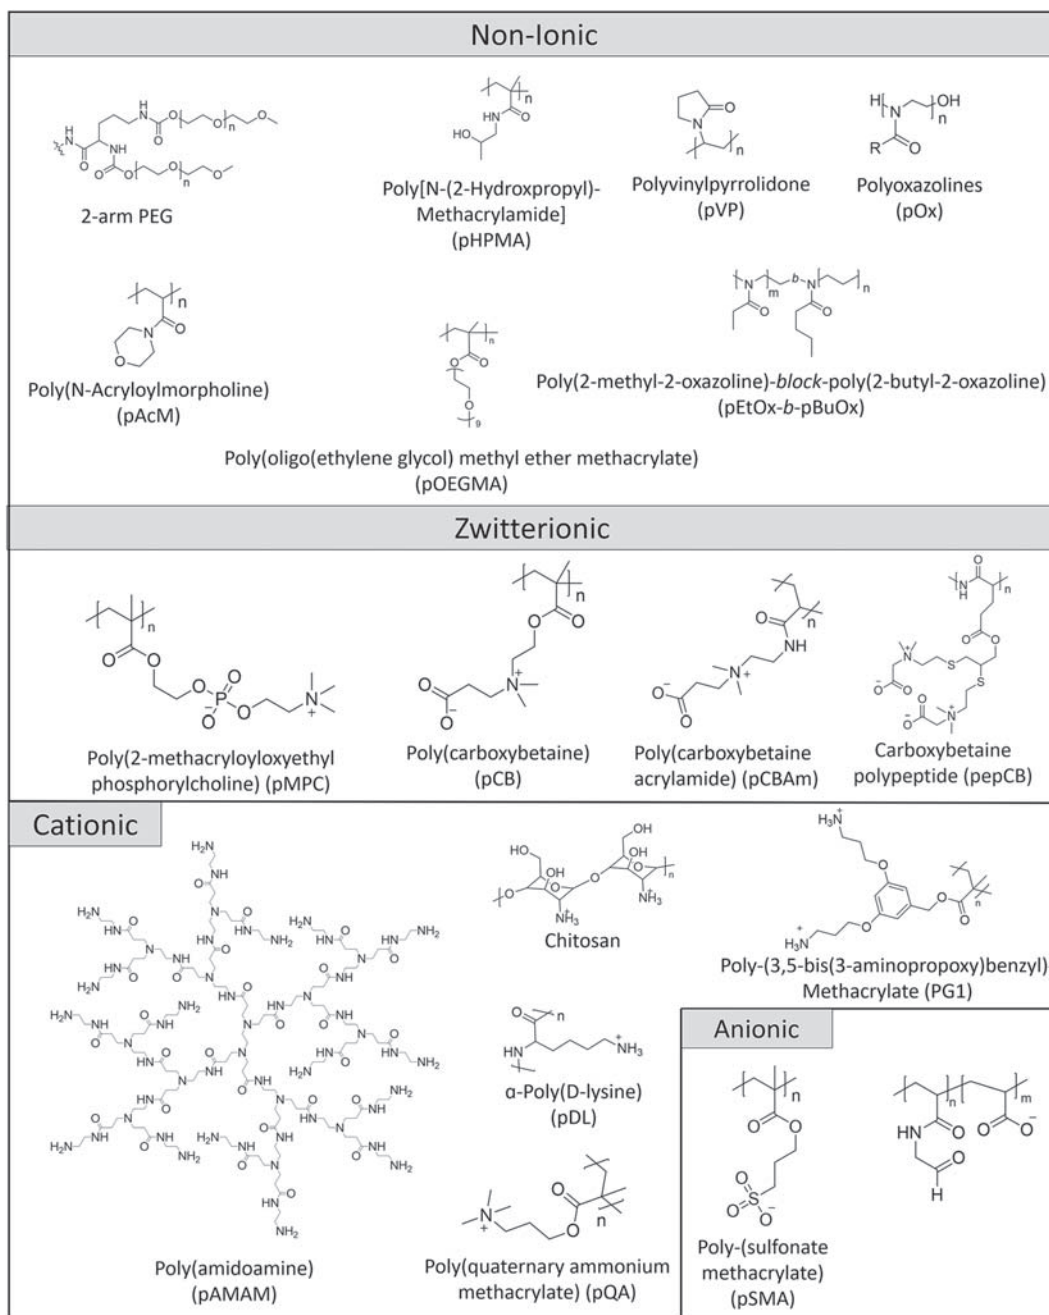 Non-Ionic
2-arm PEG
Poly[N-(2-Hydroxpropyl)-
Methacrylamide]
(pHPMA)
Polyvinylpyrrolidone
(pVP)
Polyoxazolines
(pOx)
Poly(N-Acryloylmorpholine)
(pAcM)
Poly(oligo(ethylene glycol) methyl ether methacrylate)
(pOEGMA)
Poly(2-methyl-2-oxazoline)-block-poly(2-butyl-2-oxazoline)
(pEtOx-b-pBuOx)
Zwitterionic
Poly(2-methacryloyloxyethyl
phosphorylcholine) (pMPC)
Poly(carboxybetaine)
(pCB)
Poly(carboxybetaine
acrylamide) (pCBAm)
Carboxybetaine
polypeptide (pepCB)
Cationic
Poly(amidoamine)
(pAMAM)
Chitosan
α-Poly(D-lysine)
(pDL)
Poly(quaternary ammonium
methacrylate) (pQA)
Poly-(3,5-bis(3-aminopropoxy)benzyl)
Methacrylate (PG1)
Anionic
Poly-(sulfonate
methacrylate)
(pSMA)